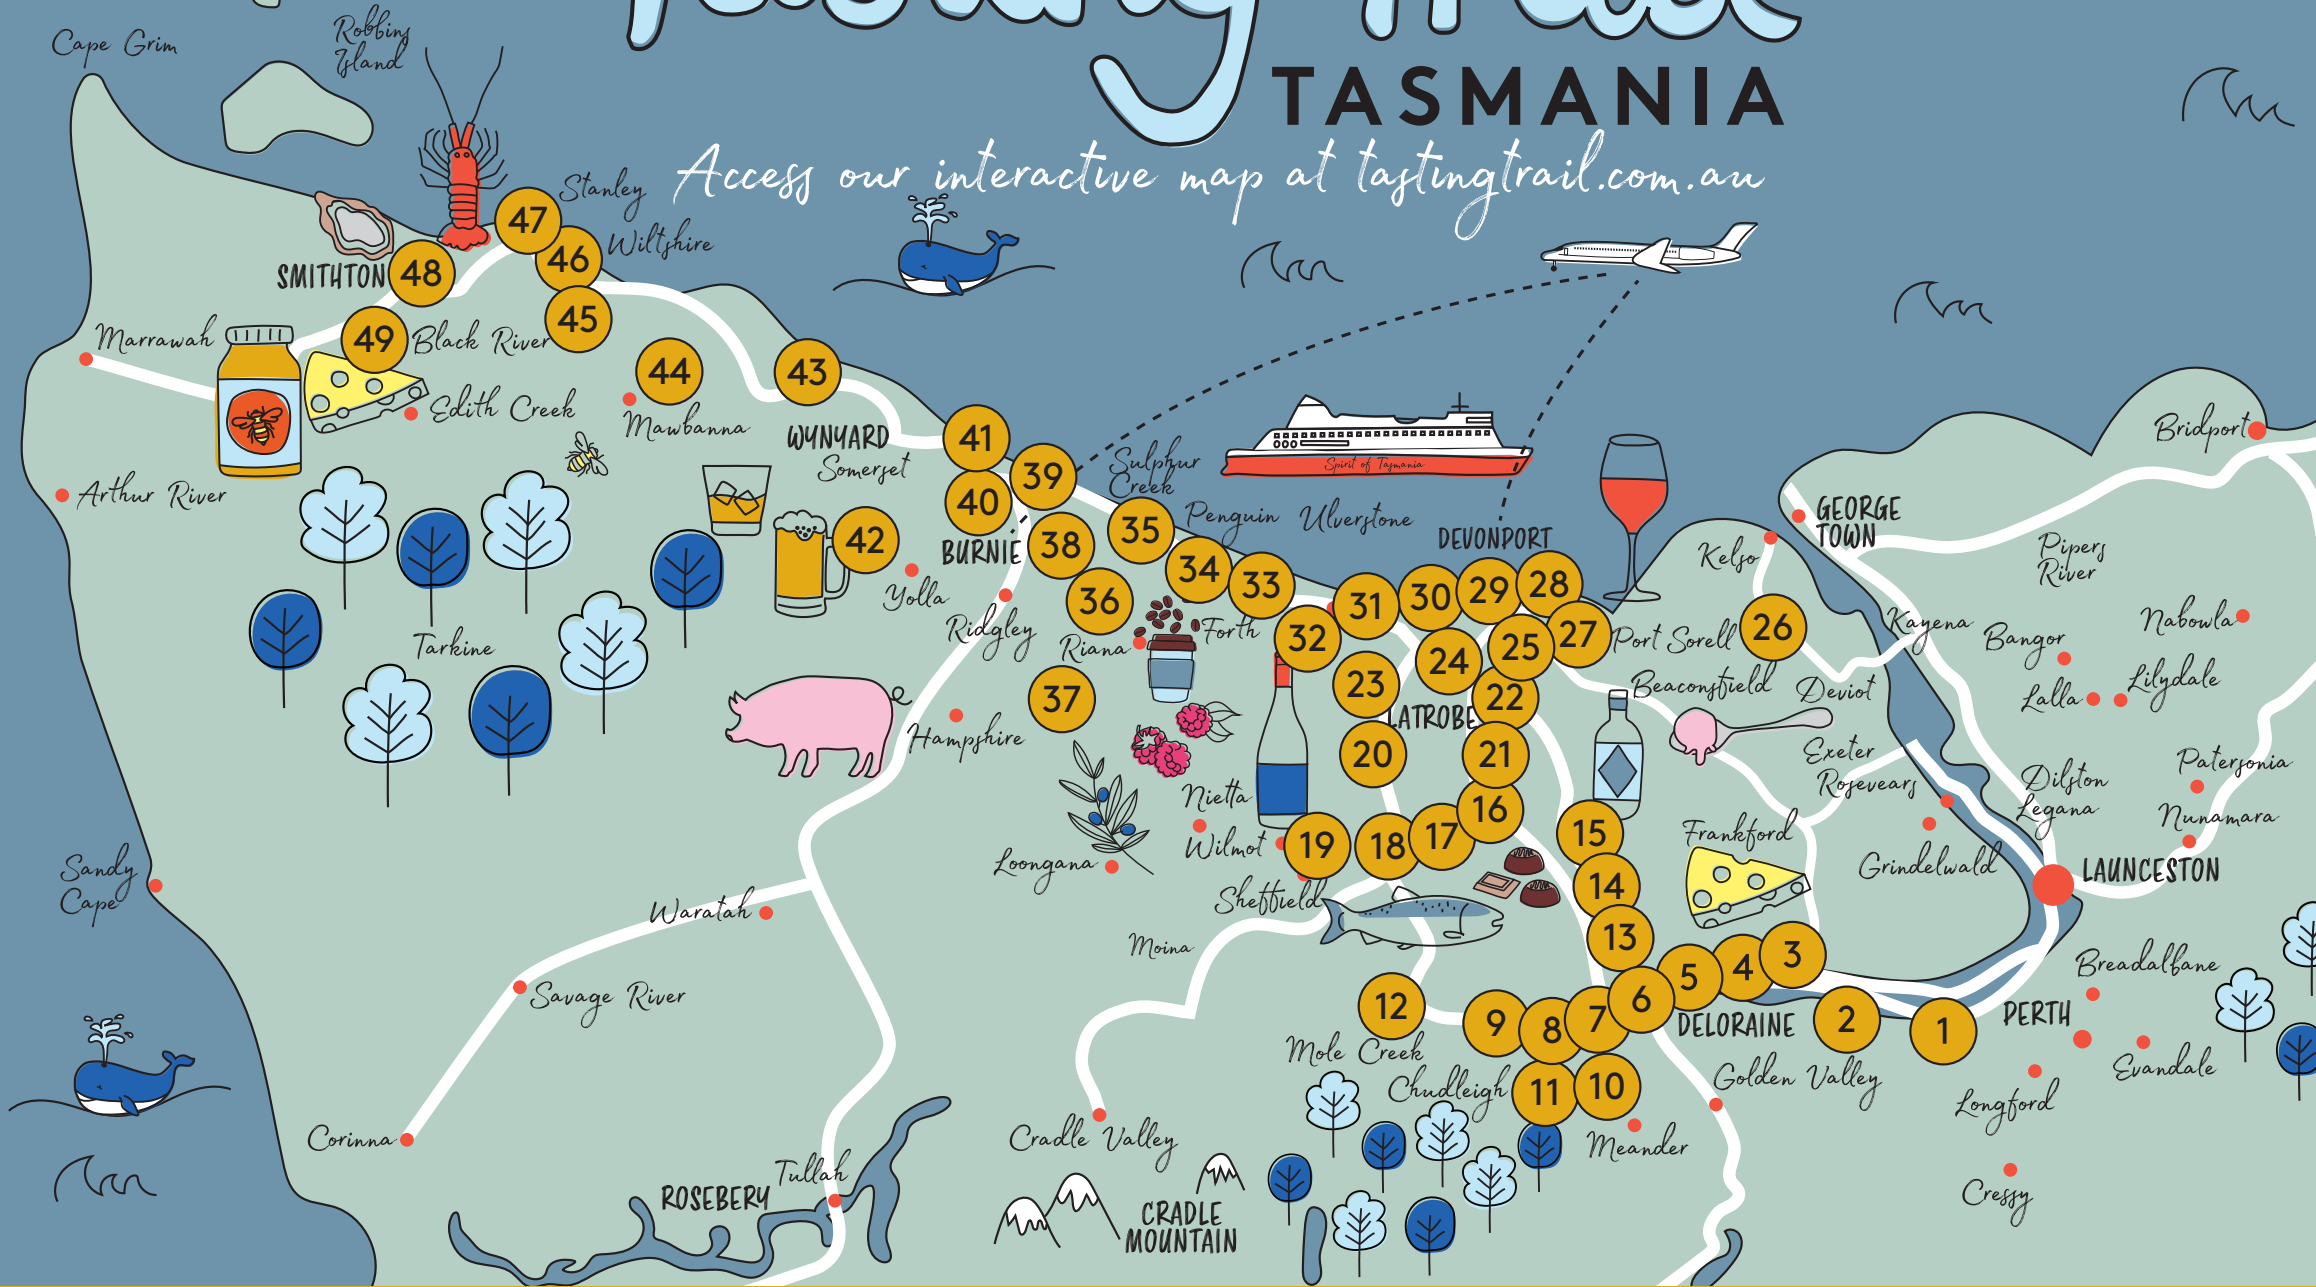 Tasting Trail
TASMANIA
Access our interactive map at tastingtrail.com.au
Cape Grim
Robbins
Island
Stanley
Wiltshire
47
46
SMITHTON
48
45
49
Black River
Marrawah
44
43
Edith Creek
Mawbanna
WYNYARD
Somerset
41
39
40
Arthur River
Sulphur
Creek
Spirit of Tasmania
Bridport
GEORGE
TOWN
35
Penguin
Ulverstone
DEVONPORT
42
BURNIE
38
34
33
Kelso
Pipers
River
Yolla
36
31
30
29
28
Ridgley
Riana
Forth
32
24
25
27
Port Sorell
26
Kayena
Bangor
Nabowla
Tarkine
37
23
22
Beaconsfield
Deviot
Lalla
Lilydale
LATROBE
Hampshire
20
21
Exeter
Rosevears
Dilston
Legana
Patersonia
Nunamara
Nietta
Wilmot
19
18
17
16
15
Frankford
Grindelwald
LAUNCESTON
Loongana
Sheffield
14
Sandy
Cape
Waratah
Moina
13
Savage River
12
9
8
7
6
5
4
3
Breadalbane
DELORAINE
2
1
PERTH
Mole Creek
Chudleigh
11
10
Golden Valley
Evandale
Longford
Corinna
Cradle Valley
Meander
Tullah
ROSEBERY
CRADLE
MOUNTAIN
Cressy